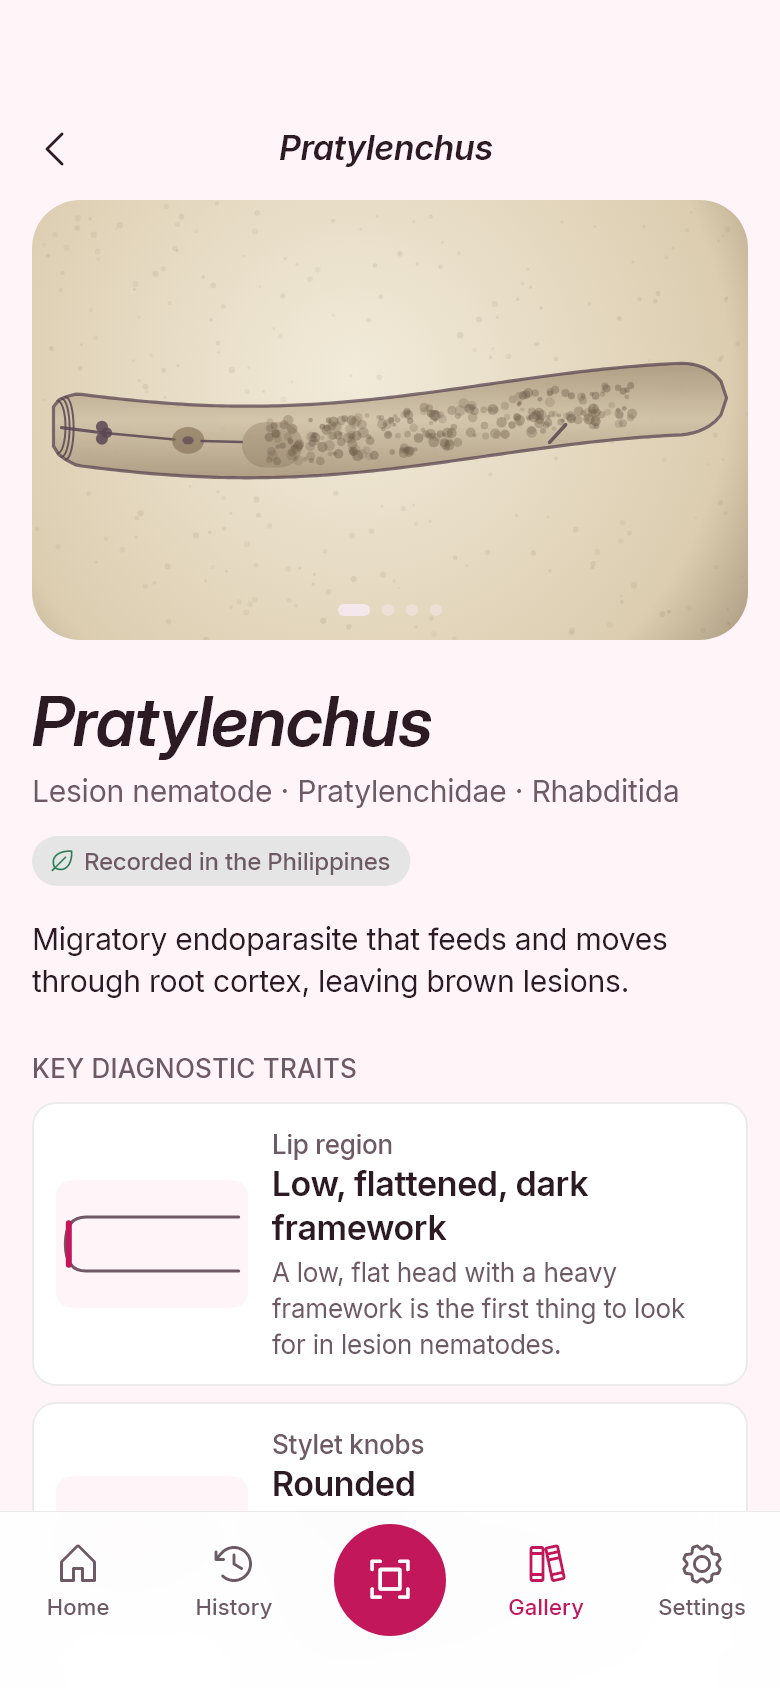 Pratylenchus
Pratylenchus
Lesion nematode · Pratylenchidae · Rhabditida
Recorded in the Philippines
Migratory endoparasite that feeds and moves
through root cortex, leaving brown lesions.
KEY DIAGNOSTIC TRAITS
Lip region
Low, flattened, dark
framework
A low, flat head with a heavy
framework is the first thing to look
for in lesion nematodes.
Stylet knobs
Rounded
Home
History
Gallery
Settings